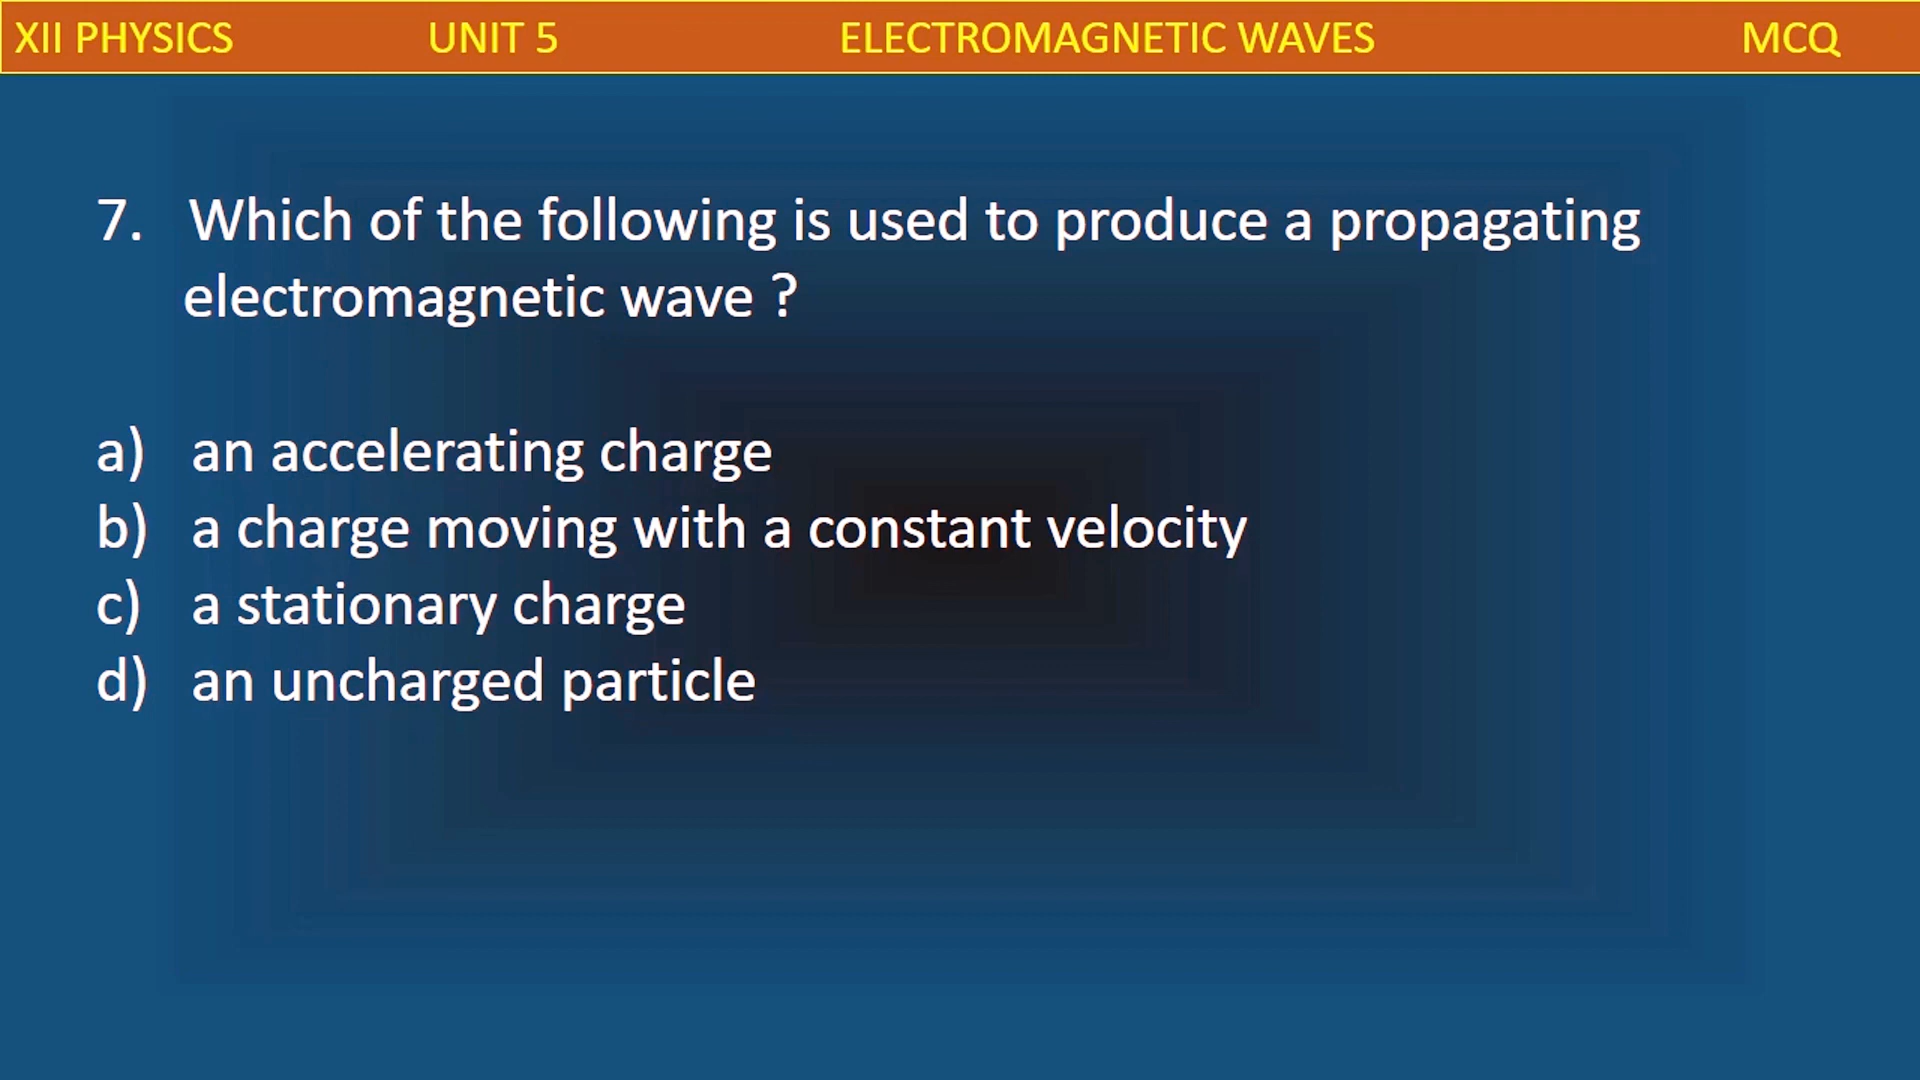 XII PHYSICS UNIT 5 ELECTROMAGNETIC WAVES MCQ
7. Which of the following is used to produce a propagating
electromagnetic wave ?
a) an accelerating charge
b) a charge moving with a constant velocity
c) a stationary charge
d) an uncharged particle